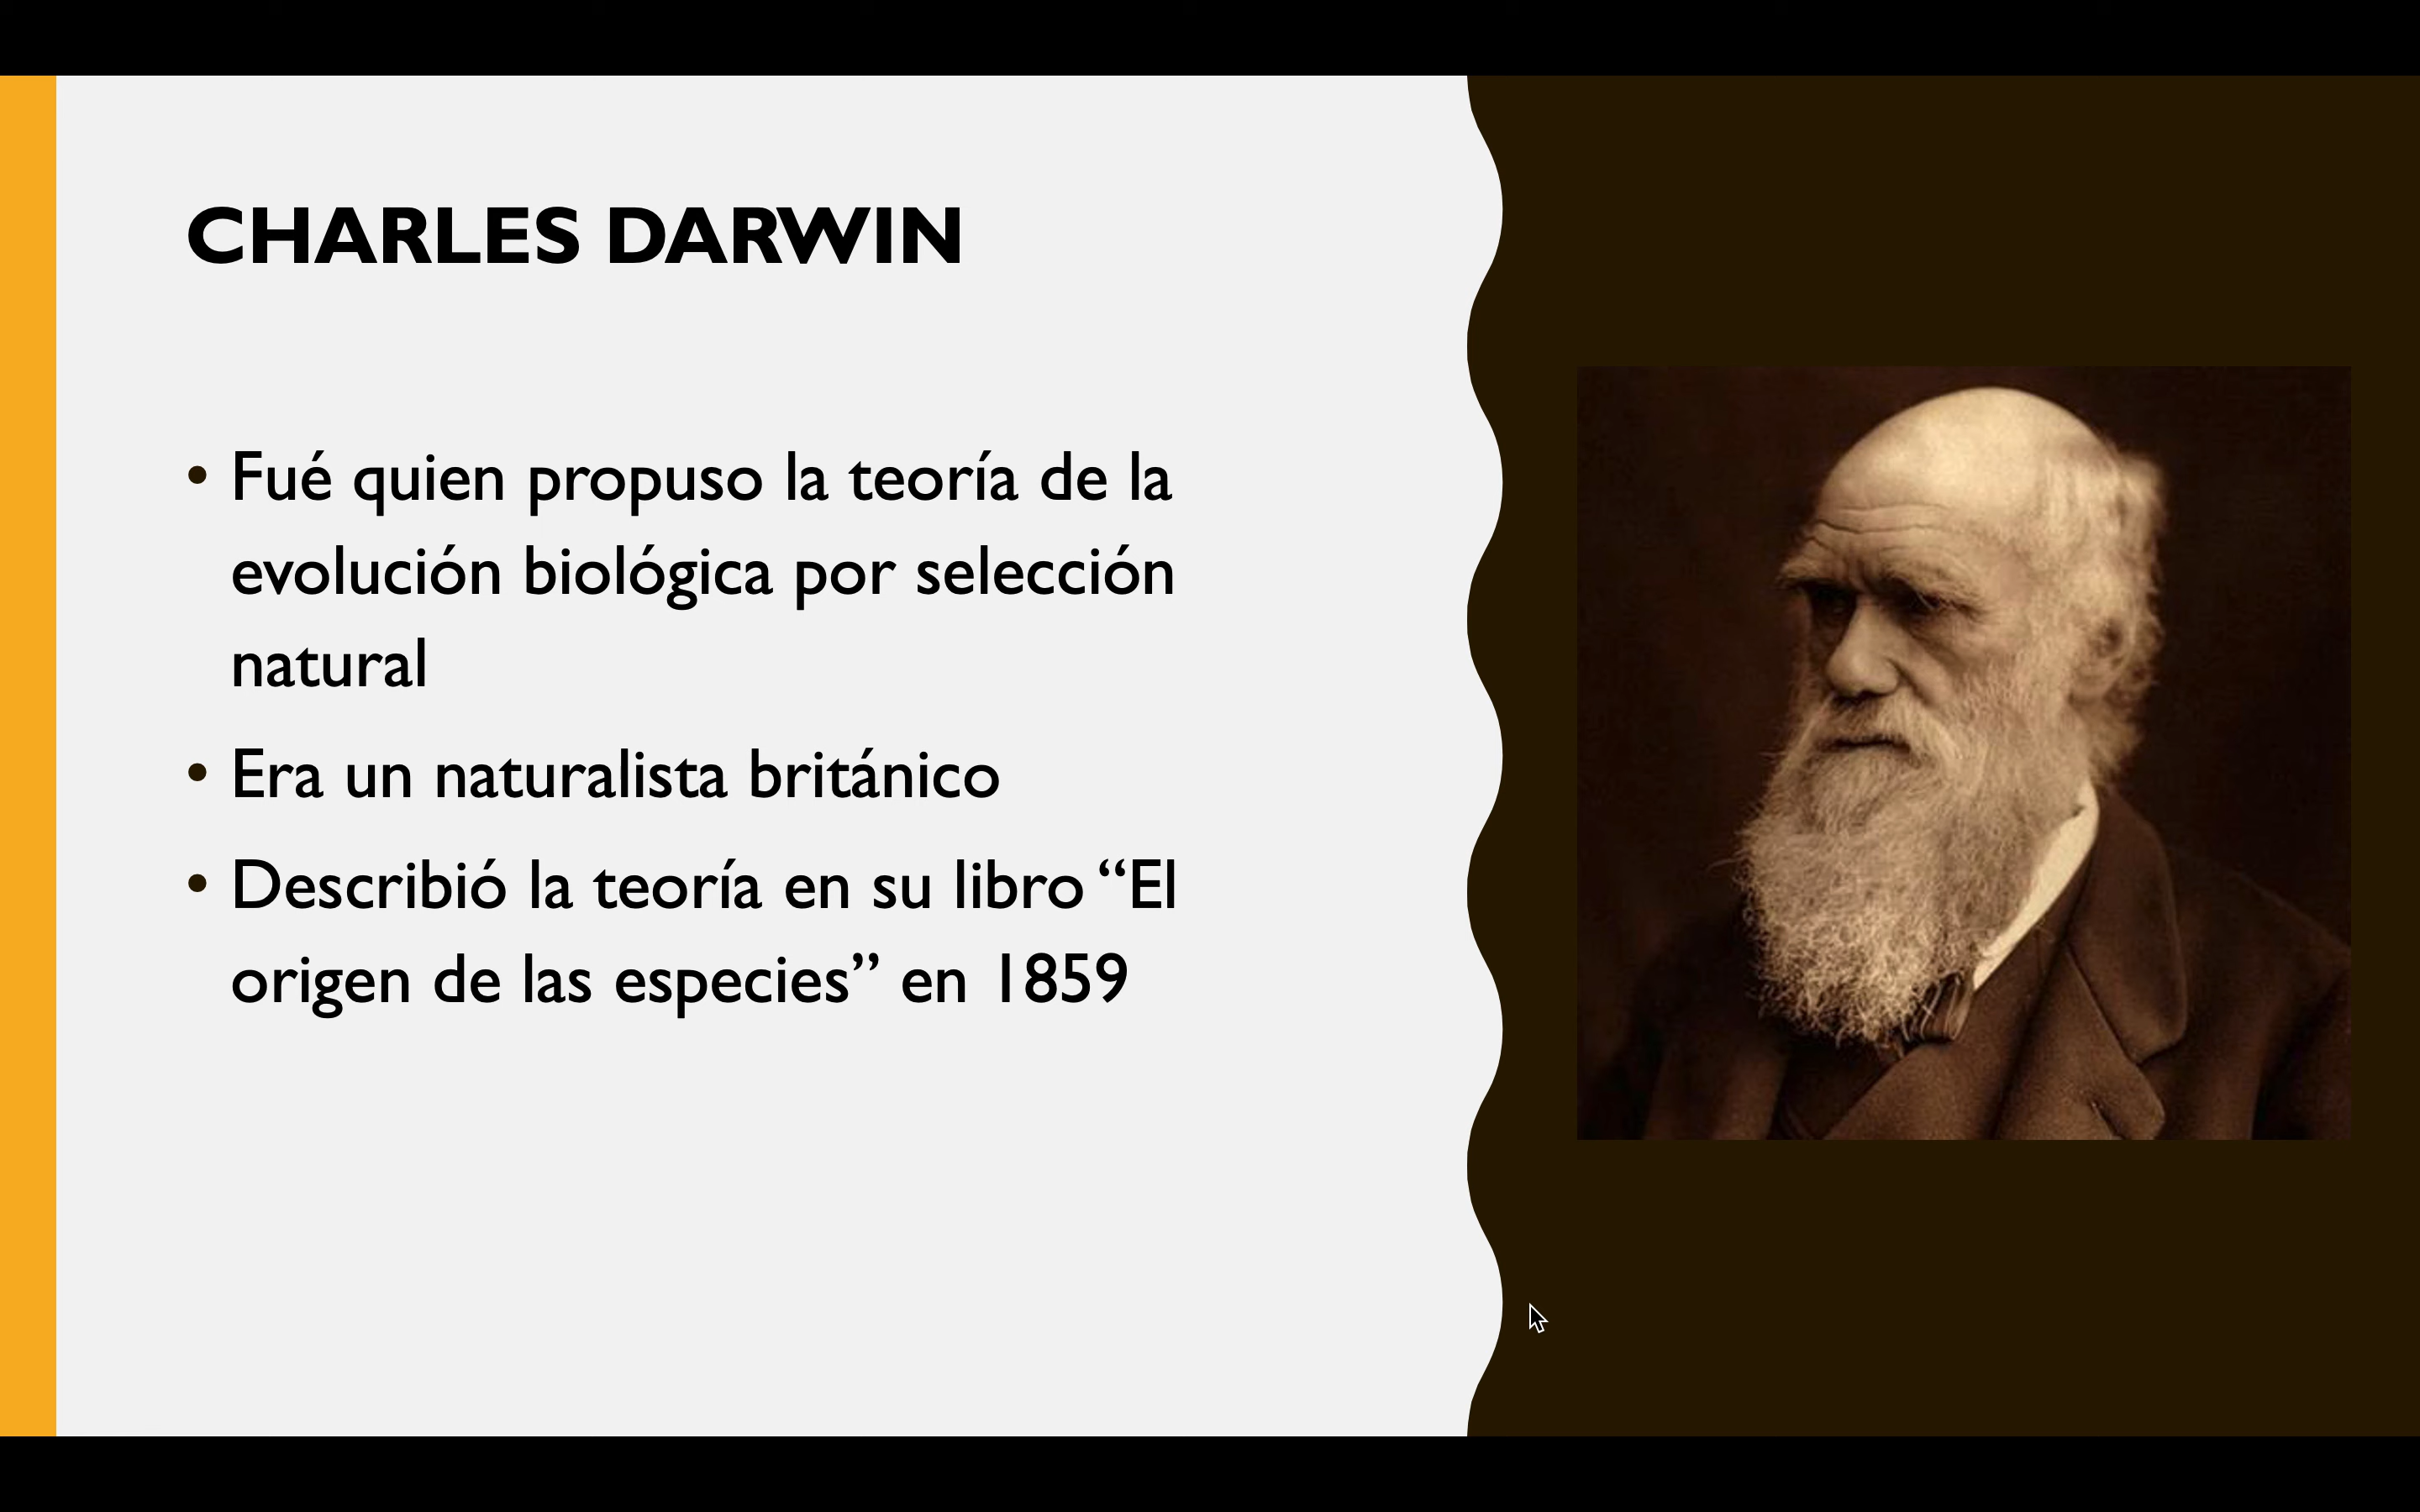 CHARLES DARWIN
• Fué quien propuso la teoría de la
evolución biológica por selección
natural
• Era un naturalista británico
• Describió la teoría en su libro “El
origen de las especies” en 1859